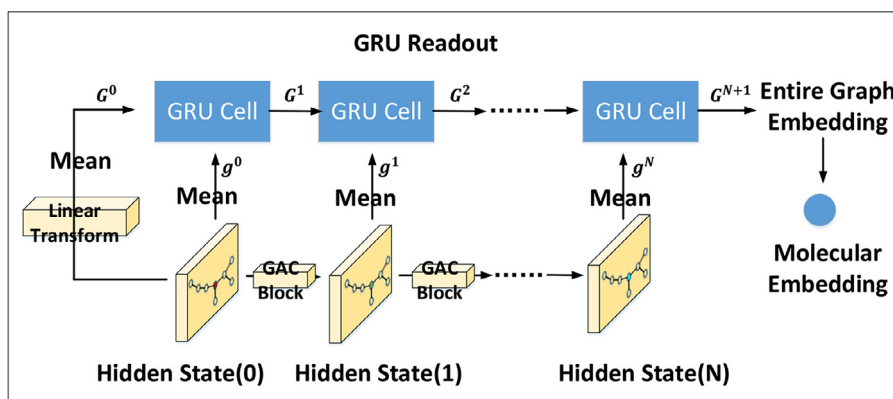 GRU Readout
G⁰
GRU Cell
G¹
GRU Cell
G²
......
GRU Cell
Gᴺ⁺¹
Entire Graph
Embedding
Mean
g⁰
g¹
gᴺ
Mean
Mean
Mean
Linear
Transform
GAC
Block
GAC
Block
......
Molecular
Embedding
Hidden State(0)
Hidden State(1)
Hidden State(N)